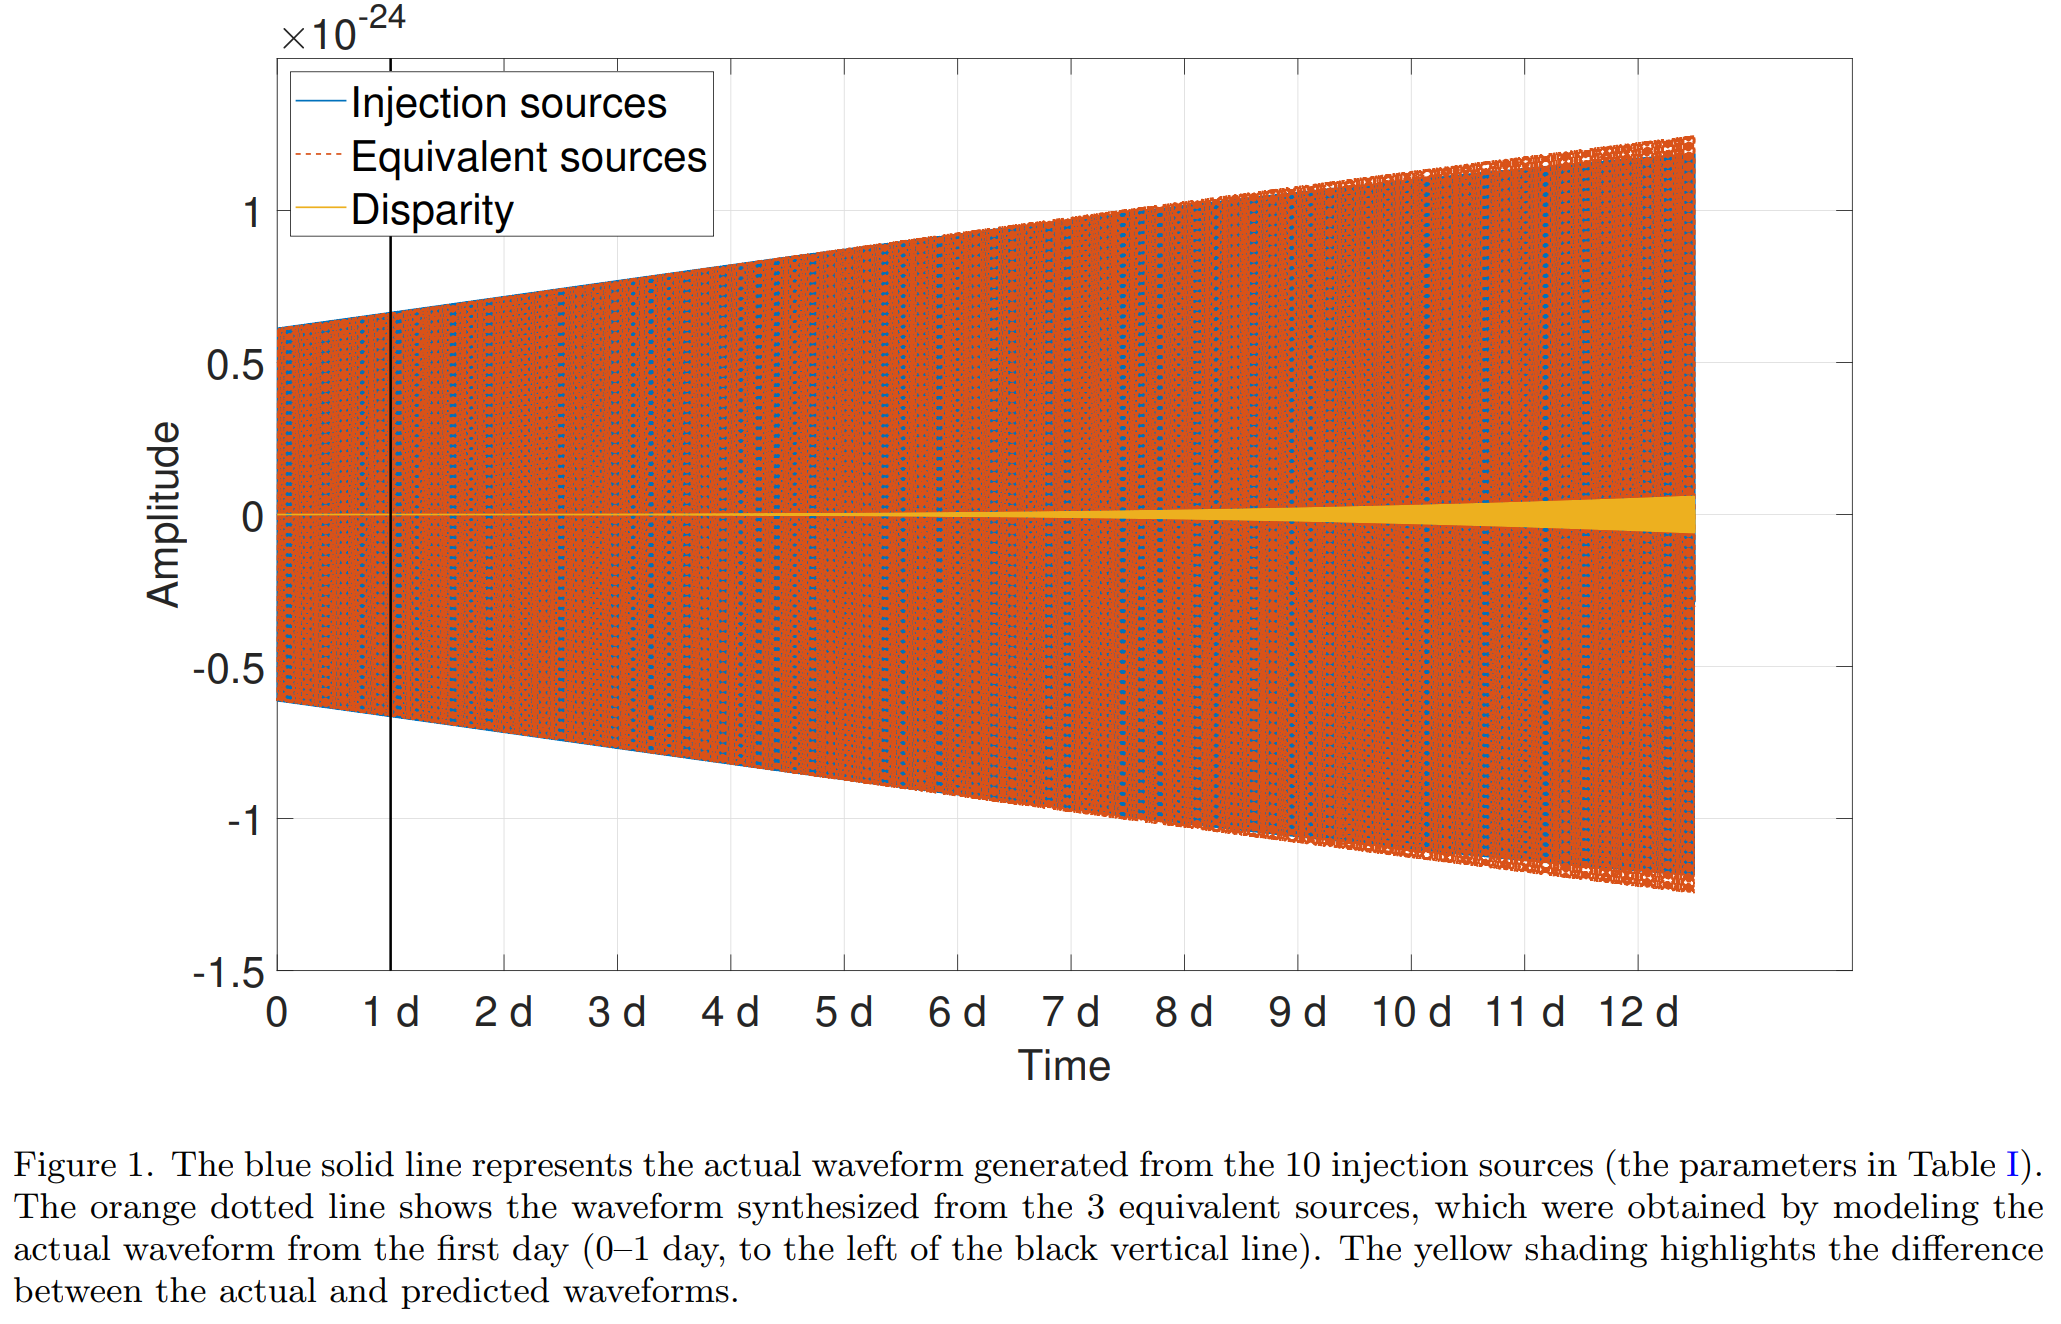 ×10^-24
Injection sources
Equivalent sources
Disparity
1
0.5
0
-0.5
-1
-1.5
Amplitude
0 1 d 2 d 3 d 4 d 5 d 6 d 7 d 8 d 9 d 10 d 11 d 12 d
Time
Figure 1. The blue solid line represents the actual waveform generated from the 10 injection sources (the parameters in Table I).
The orange dotted line shows the waveform synthesized from the 3 equivalent sources, which were obtained by modeling the
actual waveform from the first day (0–1 day, to the left of the black vertical line). The yellow shading highlights the difference
between the actual and predicted waveforms.